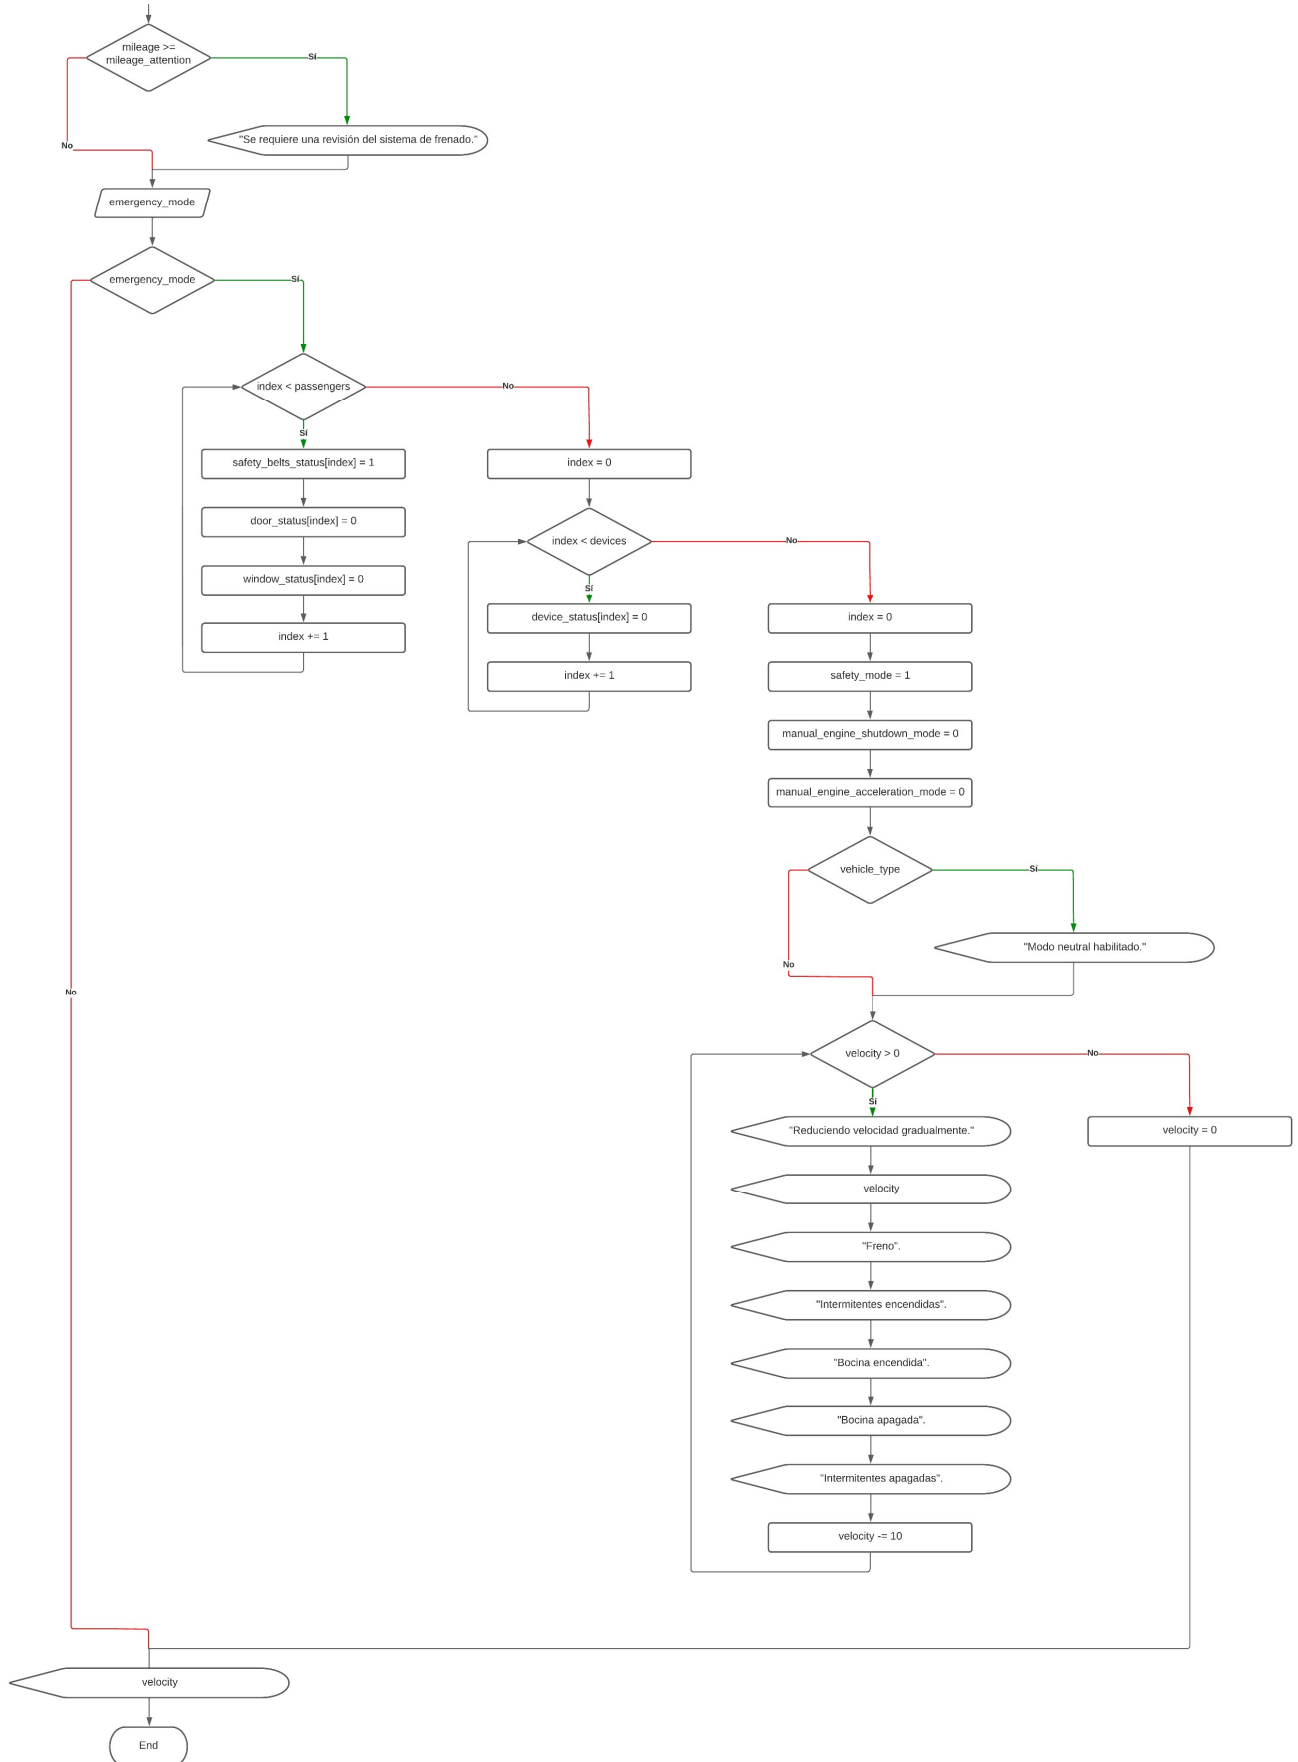 mileage >=
mileage_attention
Sí
No
"Se requiere una revisión del sistema de frenado."
emergency_mode
emergency_mode
Sí
No
index < passengers
No
Sí
safety_belts_status[index] = 1
door_status[index] = 0
window_status[index] = 0
index += 1
index = 0
index < devices
No
Sí
device_status[index] = 0
index += 1
index = 0
safety_mode = 1
manual_engine_shutdown_mode = 0
manual_engine_acceleration_mode = 0
vehicle_type
Sí
No
"Modo neutral habilitado."
velocity > 0
No
Sí
"Reduciendo velocidad gradualmente."
velocity = 0
velocity
"Freno".
"Intermitentes encendidas".
"Bocina encendida".
"Bocina apagada".
"Intermitentes apagadas".
velocity -= 10
velocity
End